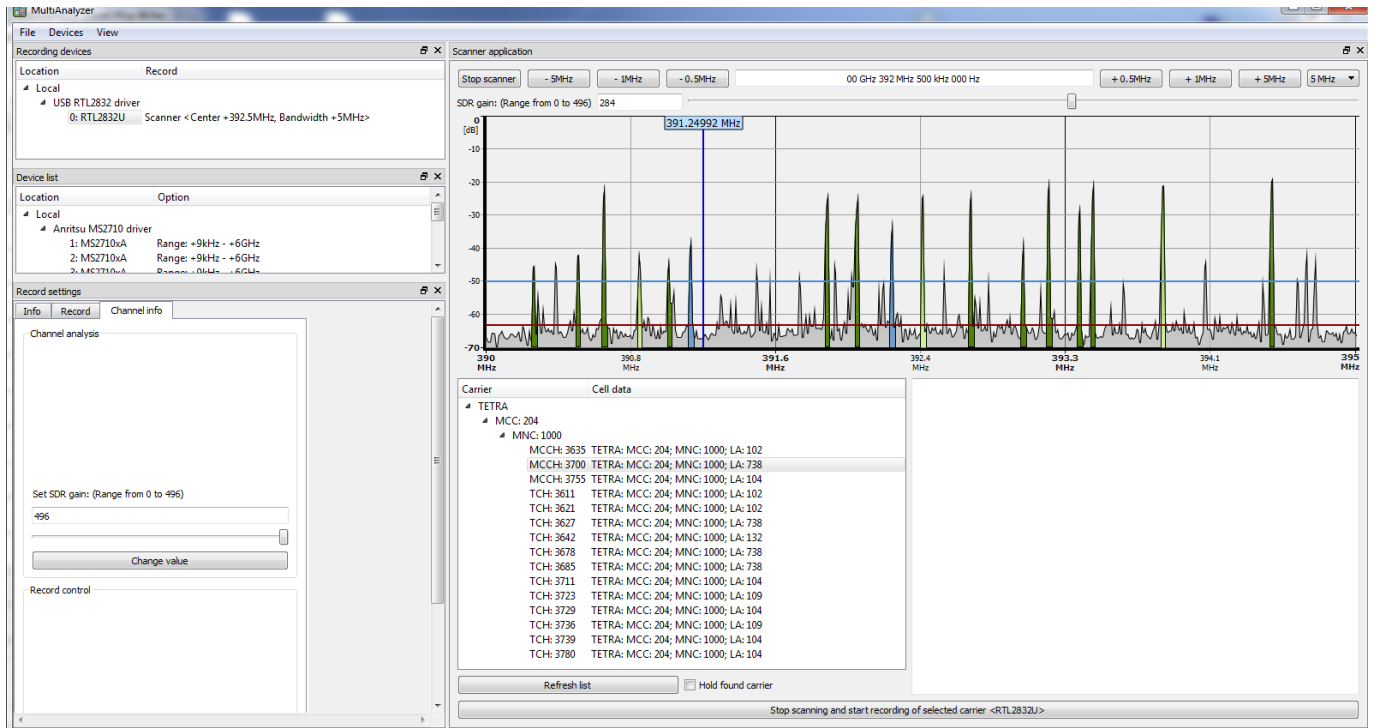 MultiAnalyzer
File Devices View
Recording devices
Location Record
Local
USB RTL2832 driver
0: RTL2832U Scanner <Center +392.5MHz, Bandwidth +5MHz>
Device list
Location Option
Local
Anritsu MS2710 driver
1: MS2710xA Range: +9kHz - +6GHz
2: MS2710xA Range: +9kHz - +6GHz
3: MS2710xA Range: +9kHz - +6GHz
Record settings
Info Record Channel info
Channel analysis
Set SDR gain: (Range from 0 to 496)
496
Change value
Record control
Scanner application
Stop scanner - 5MHz - 1MHz - 0.5MHz 00 GHz 392 MHz 500 kHz 000 Hz + 0.5MHz + 1MHz + 5MHz 5 MHz
SDR gain: (Range from 0 to 496) 284
391.24992 MHz
0
[dB]
-10
-20
-30
-40
-50
-60
-70
390 390.8 391.6 392.4 393.3 394.1 395
MHz MHz MHz MHz MHz MHz MHz
Carrier Cell data
TETRA
MCC: 204
MNC: 1000
MCCH: 3635 TETRA: MCC: 204; MNC: 1000; LA: 102
MCCH: 3700 TETRA: MCC: 204; MNC: 1000; LA: 738
MCCH: 3755 TETRA: MCC: 204; MNC: 1000; LA: 104
TCH: 3611 TETRA: MCC: 204; MNC: 1000; LA: 102
TCH: 3621 TETRA: MCC: 204; MNC: 1000; LA: 102
TCH: 3627 TETRA: MCC: 204; MNC: 1000; LA: 738
TCH: 3642 TETRA: MCC: 204; MNC: 1000; LA: 132
TCH: 3678 TETRA: MCC: 204; MNC: 1000; LA: 738
TCH: 3685 TETRA: MCC: 204; MNC: 1000; LA: 738
TCH: 3711 TETRA: MCC: 204; MNC: 1000; LA: 104
TCH: 3723 TETRA: MCC: 204; MNC: 1000; LA: 109
TCH: 3729 TETRA: MCC: 204; MNC: 1000; LA: 104
TCH: 3736 TETRA: MCC: 204; MNC: 1000; LA: 109
TCH: 3739 TETRA: MCC: 204; MNC: 1000; LA: 104
TCH: 3780 TETRA: MCC: 204; MNC: 1000; LA: 104
Refresh list Hold found carrier
Stop scanning and start recording of selected carrier <RTL2832U>